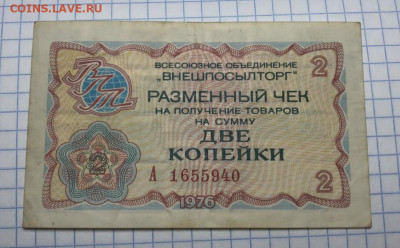 COINS.LAVE.RU
ВПТ
ВСЕСОЮЗНОЕ ОБЪЕДИНЕНИЕ
"ВНЕШПОСЫЛТОРГ"
2
РАЗМЕННЫЙ ЧЕК
НА ПОЛУЧЕНИЕ ТОВАРОВ
НА СУММУ
ДВЕ
КОПЕЙКИ
2
А 1655940
2
1976